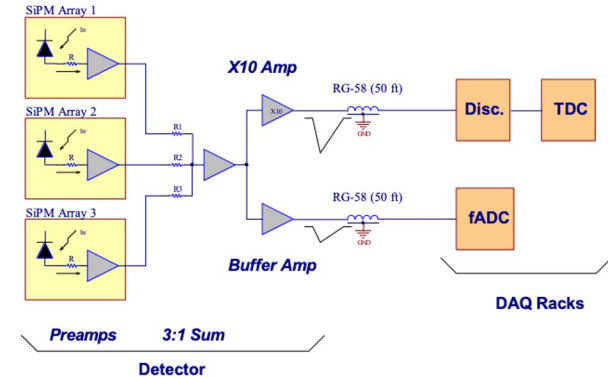 SiPM Array 1
hν
R
SiPM Array 2
hν
R
SiPM Array 3
hν
R
R1
R2
R3
X10 Amp
X10
RG-58 (50 ft)
GND
Disc.
TDC
RG-58 (50 ft)
GND
fADC
Buffer Amp
DAQ Racks
Preamps
3:1 Sum
Detector